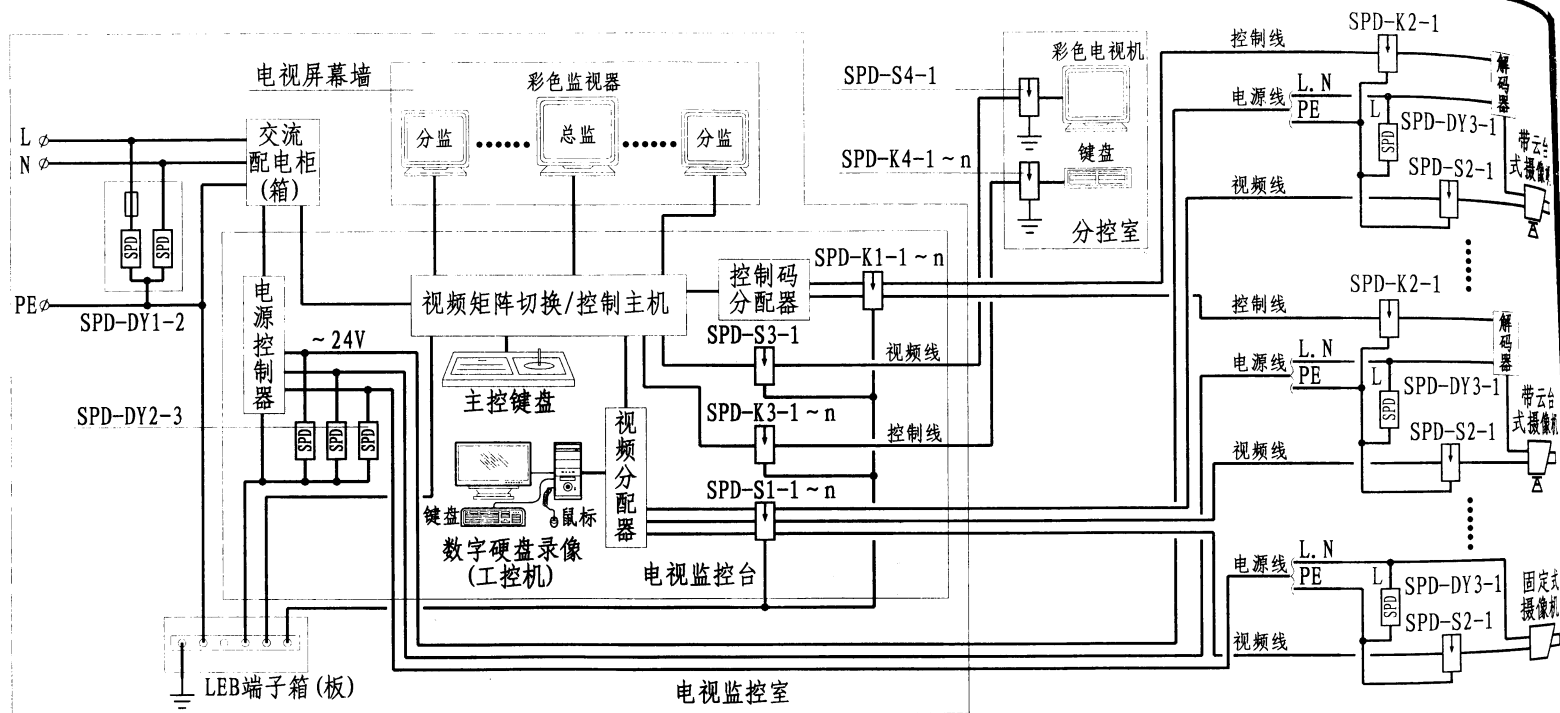 电视屏幕墙
彩色监视器
分监
总监
分监
L
N
PE
交流
配电柜
(箱)
SPD
SPD
SPD-DY1-2
电源控制器
~24V
SPD-DY2-3
SPD
SPD
SPD
视频矩阵切换/控制主机
主控键盘
控制码
分配器
SPD-K1-1~n
SPD-S3-1
视频线
SPD-K3-1~n
控制线
SPD-S1-1~n
视频分配器
键盘
鼠标
数字硬盘录像
(工控机)
电视监控台
LEB端子箱(板)
电视监控室
SPD-S4-1
SPD-K4-1~n
彩色电视机
键盘
分控室
SPD-K2-1
控制线
解码器
电源线
L.N
PE
L
SPD
SPD-DY3-1
带云台
式摄像机
视频线
SPD-S2-1
SPD-K2-1
控制线
解码器
电源线
L.N
PE
L
SPD
SPD-DY3-1
带云台
式摄像机
视频线
SPD-S2-1
电源线
L.N
PE
L
SPD
SPD-DY3-1
固定式
摄像机
视频线
SPD-S2-1